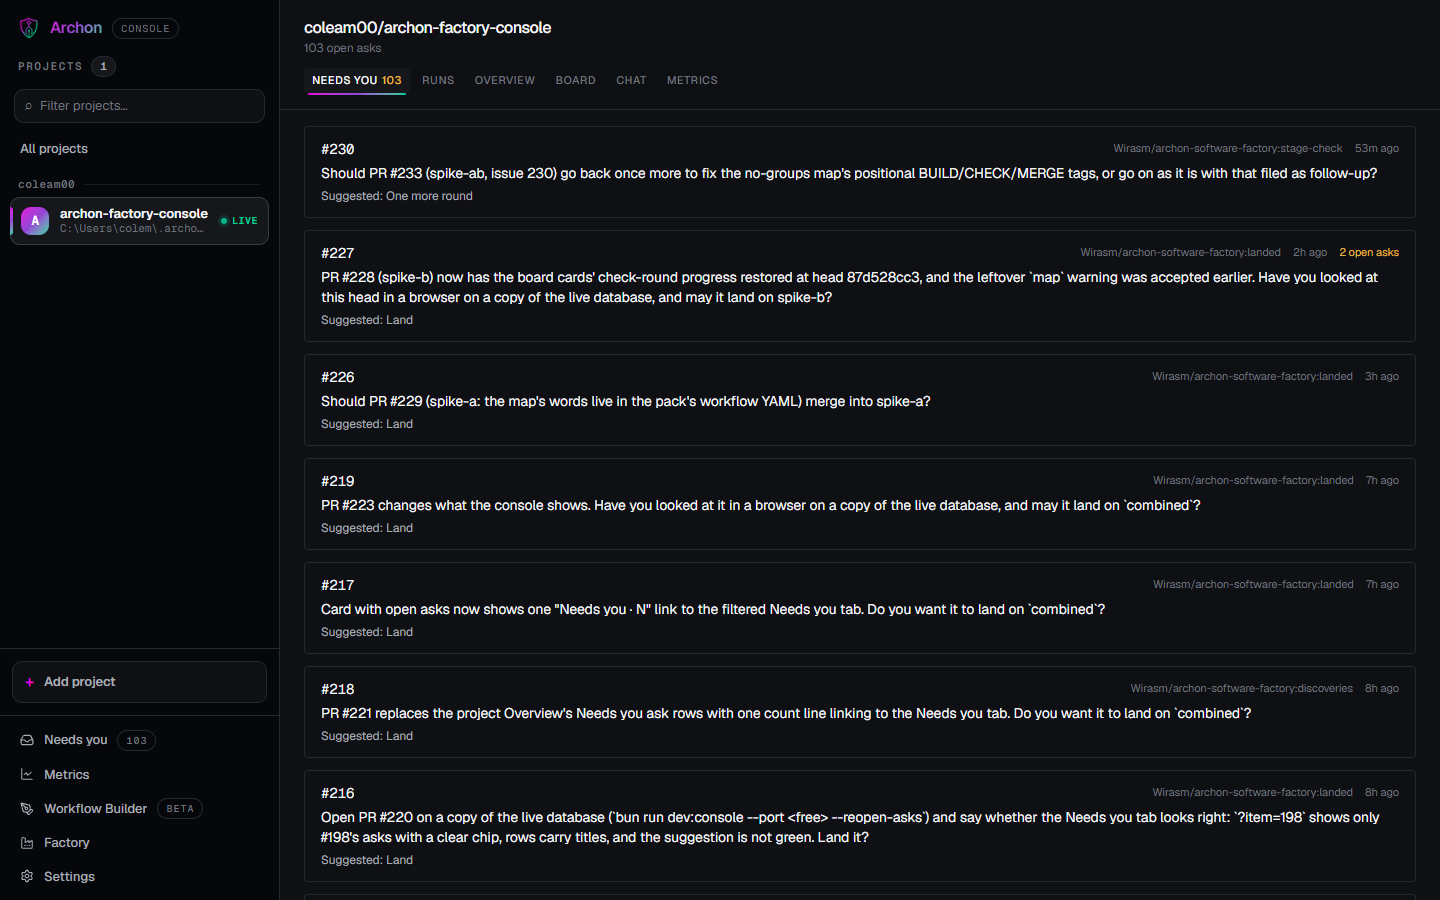 Archon CONSOLE
PROJECTS 1
Filter projects...
All projects
coleam00
A archon-factory-console LIVE
C:\Users\colem\.archo...
+ Add project
Needs you 103
Metrics
Workflow Builder BETA
Factory
Settings
coleam00/archon-factory-console
103 open asks
NEEDS YOU 103 RUNS OVERVIEW BOARD CHAT METRICS
#230 Wirasm/archon-software-factory:stage-check 53m ago
Should PR #233 (spike-ab, issue 230) go back once more to fix the no-groups map's positional BUILD/CHECK/MERGE tags, or go on as it is with that filed as follow-up?
Suggested: One more round
#227 Wirasm/archon-software-factory:landed 2h ago 2 open asks
PR #228 (spike-b) now has the board cards' check-round progress restored at head 87d528cc3, and the leftover `map` warning was accepted earlier. Have you looked at
this head in a browser on a copy of the live database, and may it land on spike-b?
Suggested: Land
#226 Wirasm/archon-software-factory:landed 3h ago
Should PR #229 (spike-a: the map's words live in the pack's workflow YAML) merge into spike-a?
Suggested: Land
#219 Wirasm/archon-software-factory:landed 7h ago
PR #223 changes what the console shows. Have you looked at it in a browser on a copy of the live database, and may it land on `combined`?
Suggested: Land
#217 Wirasm/archon-software-factory:landed 7h ago
Card with open asks now shows one "Needs you · N" link to the filtered Needs you tab. Do you want it to land on `combined`?
Suggested: Land
#218 Wirasm/archon-software-factory:discoveries 8h ago
PR #221 replaces the project Overview's Needs you ask rows with one count line linking to the Needs you tab. Do you want it to land on `combined`?
Suggested: Land
#216 Wirasm/archon-software-factory:landed 8h ago
Open PR #220 on a copy of the live database (`bun run dev:console --port <free> --reopen-asks`) and say whether the Needs you tab looks right: `?item=198` shows only
#198's asks with a clear chip, rows carry titles, and the suggestion is not green. Land it?
Suggested: Land